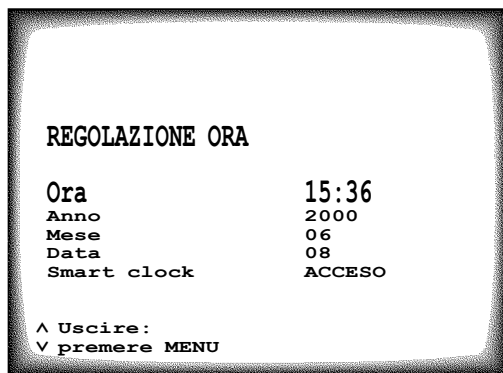 REGOLAZIONE ORA
Ora 15:36
Anno 2000
Mese 06
Data 08
Smart clock ACCESO
∧ Uscire:
∨ premere MENU